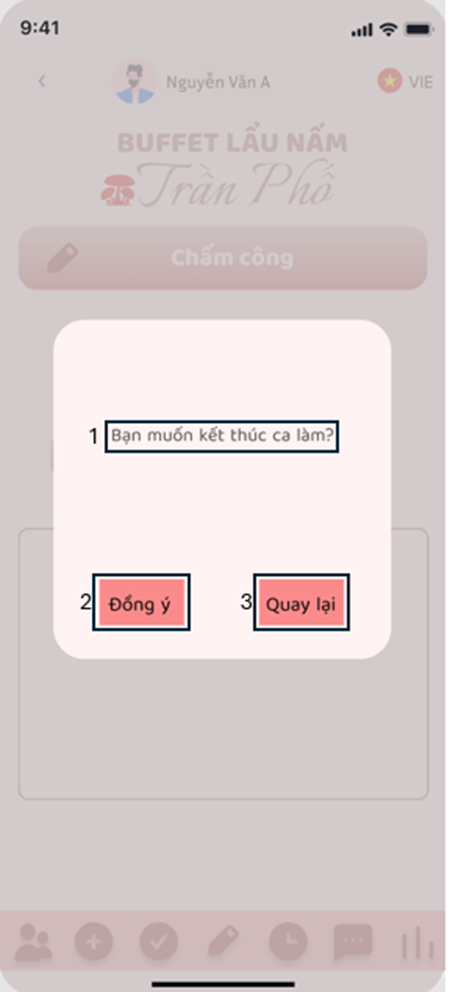 9:41
Nguyễn Văn A
VIE
BUFFET LẨU NẤM
Trần Phố
Chấm công
1 Bạn muốn kết thúc ca làm?
2 Đồng ý
3 Quay lại